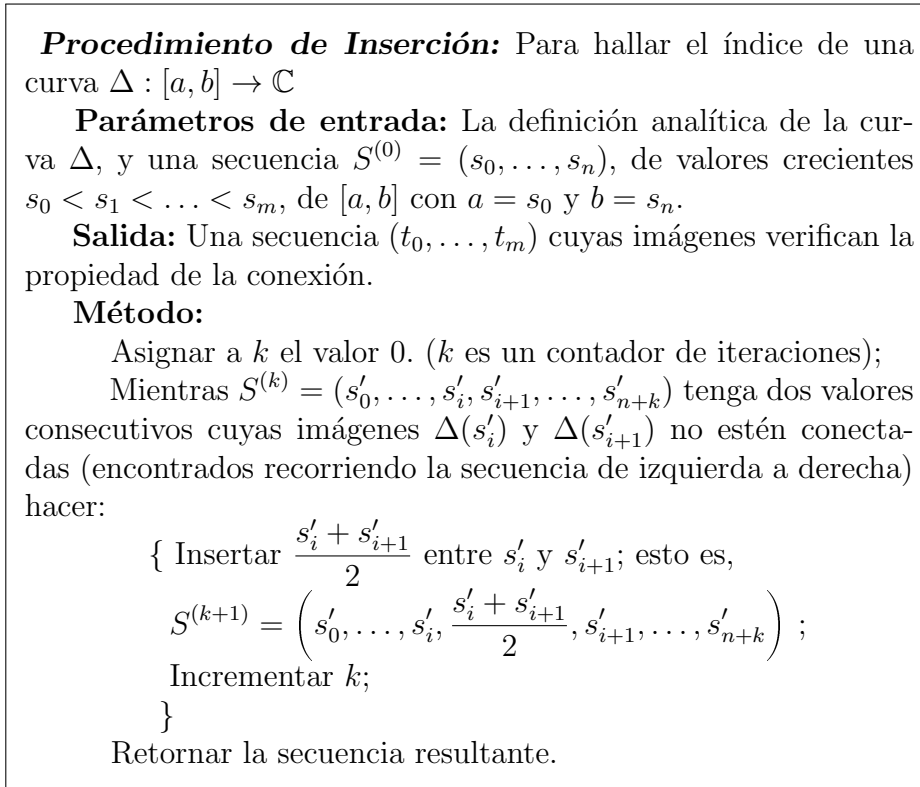 Procedimiento de Inserción: Para hallar el índice de una
curva Δ : [a, b] → ℂ
Parámetros de entrada: La definición analítica de la cur-
va Δ, y una secuencia S^{(0)} = (s_0, . . . , s_n), de valores crecientes
s_0 < s_1 < . . . < s_m, de [a, b] con a = s_0 y b = s_n.
Salida: Una secuencia (t_0, . . . , t_m) cuyas imágenes verifican la
propiedad de la conexión.
Método:
Asignar a k el valor 0. (k es un contador de iteraciones);
Mientras S^{(k)} = (s'_0, . . . , s'_i, s'_{i+1}, . . . , s'_{n+k}) tenga dos valores
consecutivos cuyas imágenes Δ(s'_i) y Δ(s'_{i+1}) no estén conecta-
das (encontrados recorriendo la secuencia de izquierda a derecha)
hacer:
{ Insertar \frac{s'_i + s'_{i+1}}{2} entre s'_i y s'_{i+1}; esto es,
S^{(k+1)} = \left( s'_0, . . . , s'_i, \frac{s'_i + s'_{i+1}}{2}, s'_{i+1}, . . . , s'_{n+k} \right) ;
Incrementar k;
}
Retornar la secuencia resultante.